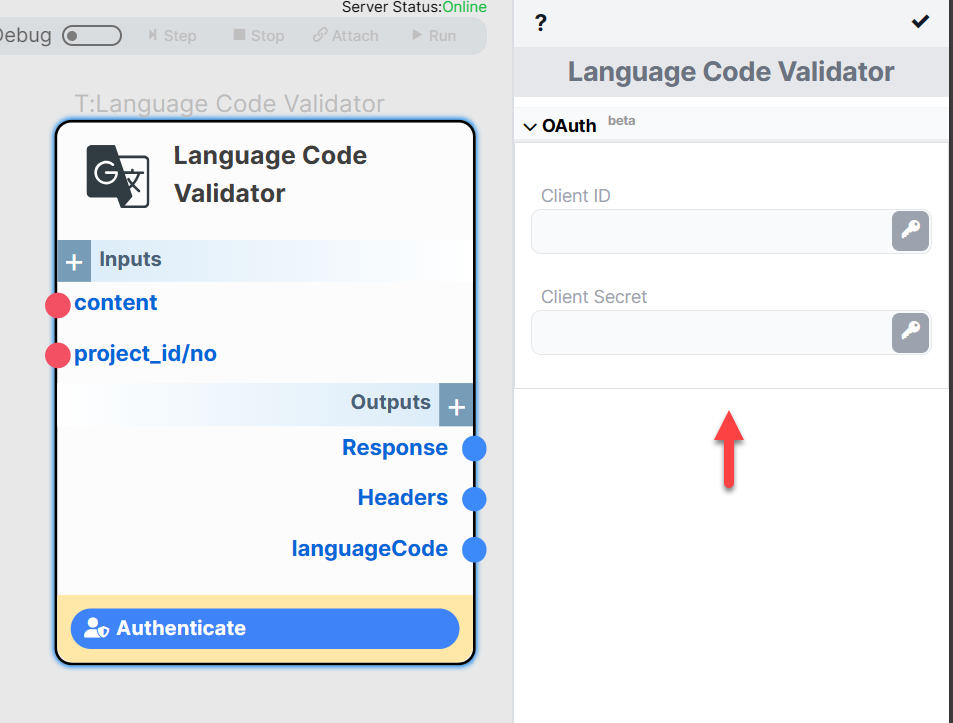 Server Status:Online
Debug
Step
Stop
Attach
Run
T:Language Code Validator
Language Code
Validator
+ Inputs
content
project_id/no
Outputs +
Response
Headers
languageCode
Authenticate
?
Language Code Validator
OAuth beta
Client ID
Client Secret